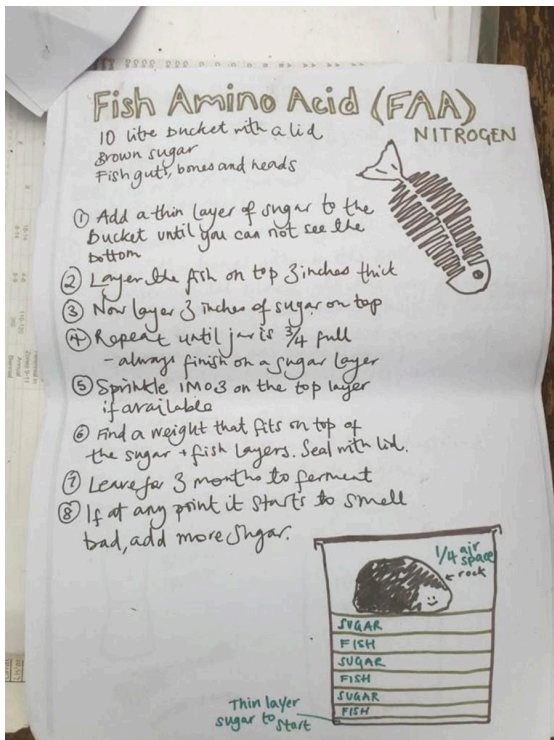 Fish Amino Acid (FAA)
NITROGEN
10 litre bucket with a lid
Brown sugar
Fish guts, bones and heads
① Add a thin layer of sugar to the
bucket until you can not see the
bottom
② Layer the fish on top 3 inches thick
③ Now layer 3 inches of sugar on top
④ Repeat until jar is 3/4 full
- always finish on a sugar layer
⑤ Sprinkle IMO3 on the top layer
if available
⑥ Find a weight that fits on top of
the sugar + fish layers. Seal with lid.
⑦ Leave for 3 months to ferment
⑧ If at any point it starts to smell
bad, add more sugar.
1/4 air
space
rock
SUGAR
FISH
SUGAR
FISH
SUGAR
FISH
Thin layer
sugar to
start